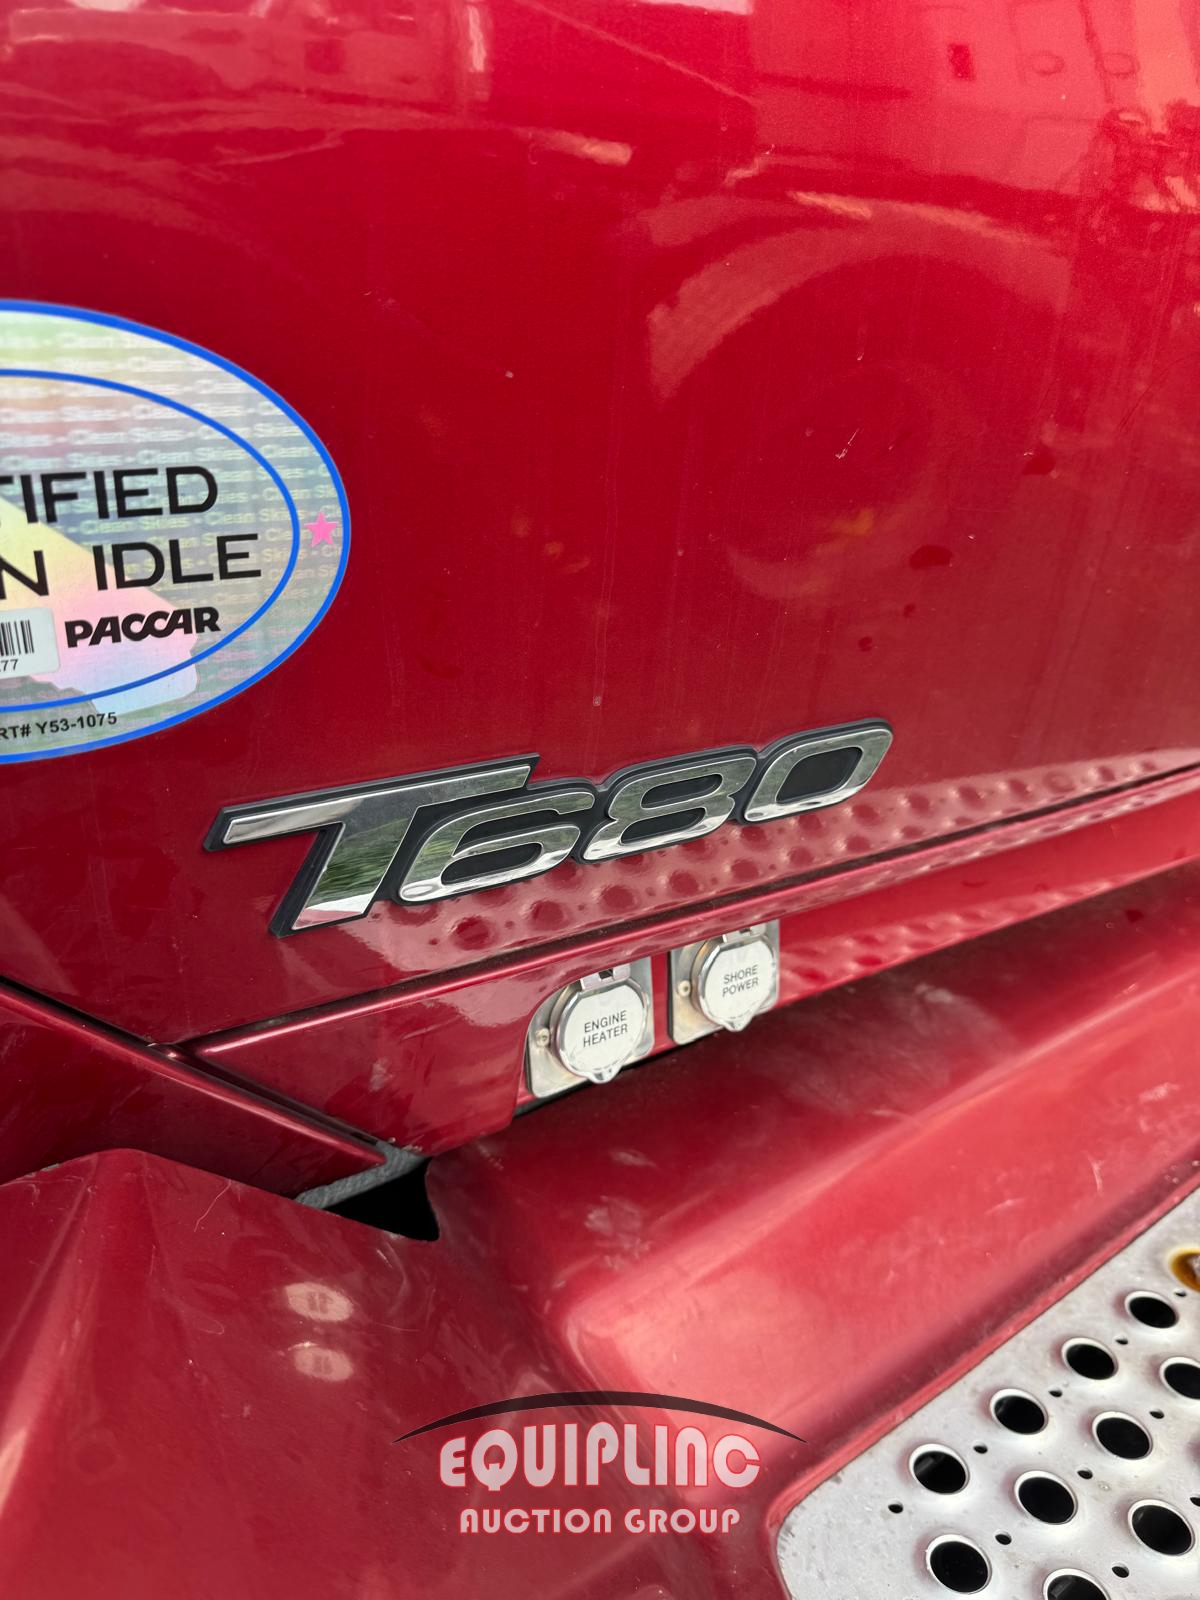 TIFIED
N IDLE
PACCAR
77
RT# Y53-1075
T680
ENGINE
HEATER
SHORE
POWER
EQUIPLINC
AUCTION GROUP